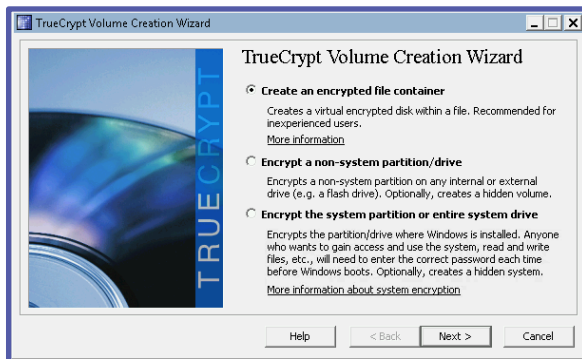 TrueCrypt Volume Creation Wizard
TRUECRYPT
TrueCrypt Volume Creation Wizard
Create an encrypted file container
Creates a virtual encrypted disk within a file. Recommended for
inexperienced users.
More information
Encrypt a non-system partition/drive
Encrypts a non-system partition on any internal or external
drive (e.g. a flash drive). Optionally, creates a hidden volume.
Encrypt the system partition or entire system drive
Encrypts the partition/drive where Windows is installed. Anyone
who wants to gain access and use the system, read and write
files, etc., will need to enter the correct password each time
before Windows boots. Optionally, creates a hidden system.
More information about system encryption
Help < Back Next > Cancel